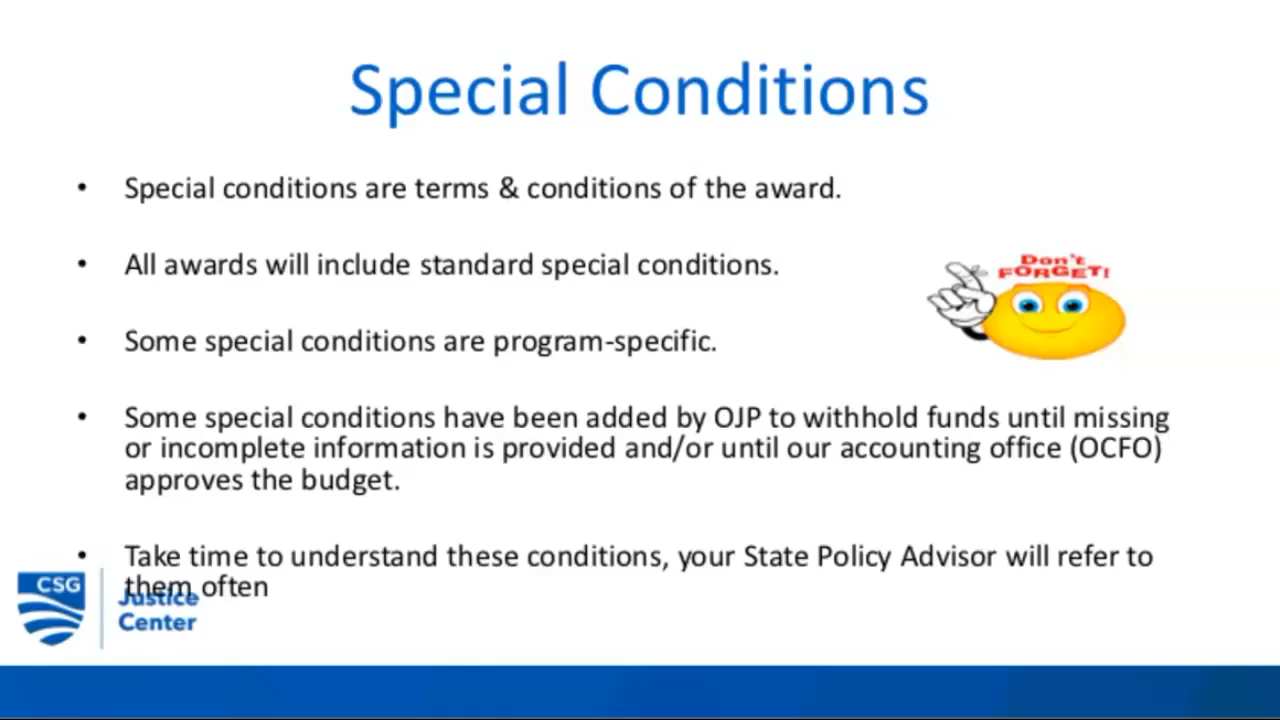 Special Conditions
• Special conditions are terms & conditions of the award.
• All awards will include standard special conditions.
Don't
FORGET!
• Some special conditions are program-specific.
• Some special conditions have been added by OJP to withhold funds until missing
or incomplete information is provided and/or until our accounting office (OCFO)
approves the budget.
• Take time to understand these conditions, your State Policy Advisor will refer to
them often
CSG
Justice
Center